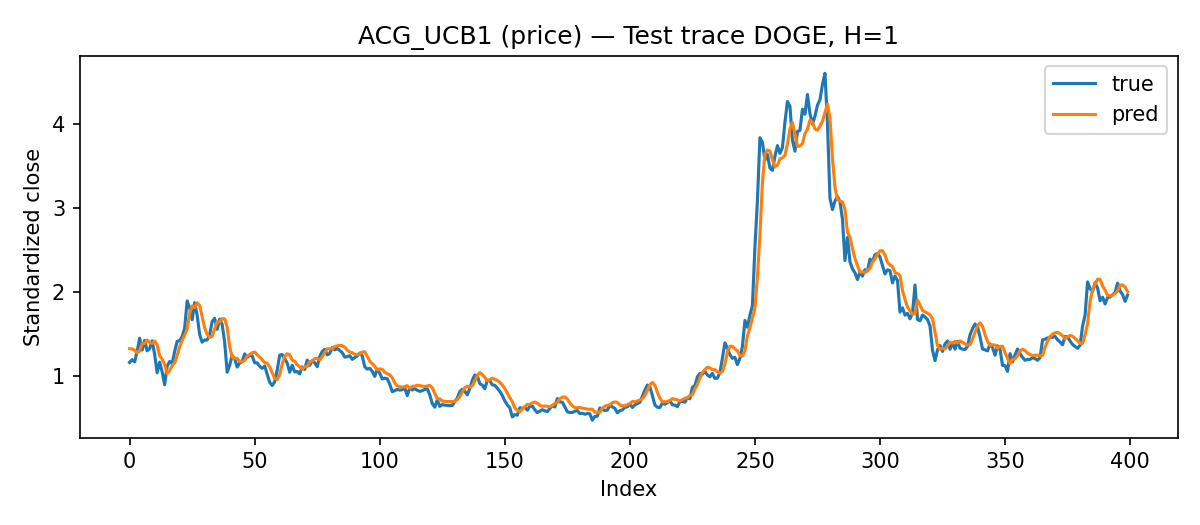 ACG_UCB1 (price) — Test trace DOGE, H=1
true
pred
Standardized close
4
3
2
1
0
50
100
150
200
250
300
350
400
Index